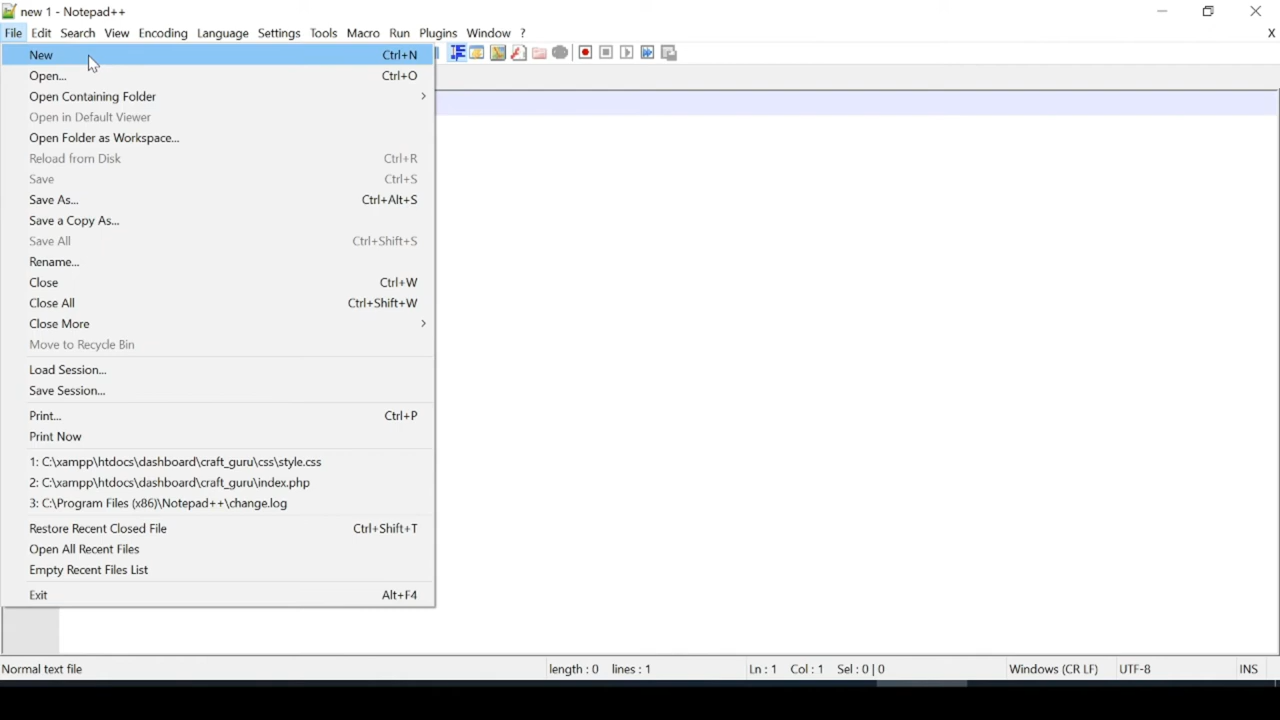 new 1 - Notepad++
File Edit Search View Encoding Language Settings Tools Macro Run Plugins Window ? X
New Ctrl+N
Open... Ctrl+O
Open Containing Folder
Open in Default Viewer
Open Folder as Workspace...
Reload from Disk Ctrl+R
Save Ctrl+S
Save As... Ctrl+Alt+S
Save a Copy As...
Save All Ctrl+Shift+S
Rename...
Close Ctrl+W
Close All Ctrl+Shift+W
Close More
Move to Recycle Bin
Load Session...
Save Session...
Print... Ctrl+P
Print Now
1: C:\xampp\htdocs\dashboard\craft_guru\css\style.css
2: C:\xampp\htdocs\dashboard\craft_guru\index.php
3: C:\Program Files (x86)\Notepad++\change.log
Restore Recent Closed File Ctrl+Shift+T
Open All Recent Files
Empty Recent Files List
Exit Alt+F4
Normal text file length : 0 lines : 1 Ln : 1 Col : 1 Sel : 0 | 0 Windows (CR LF) UTF-8 INS